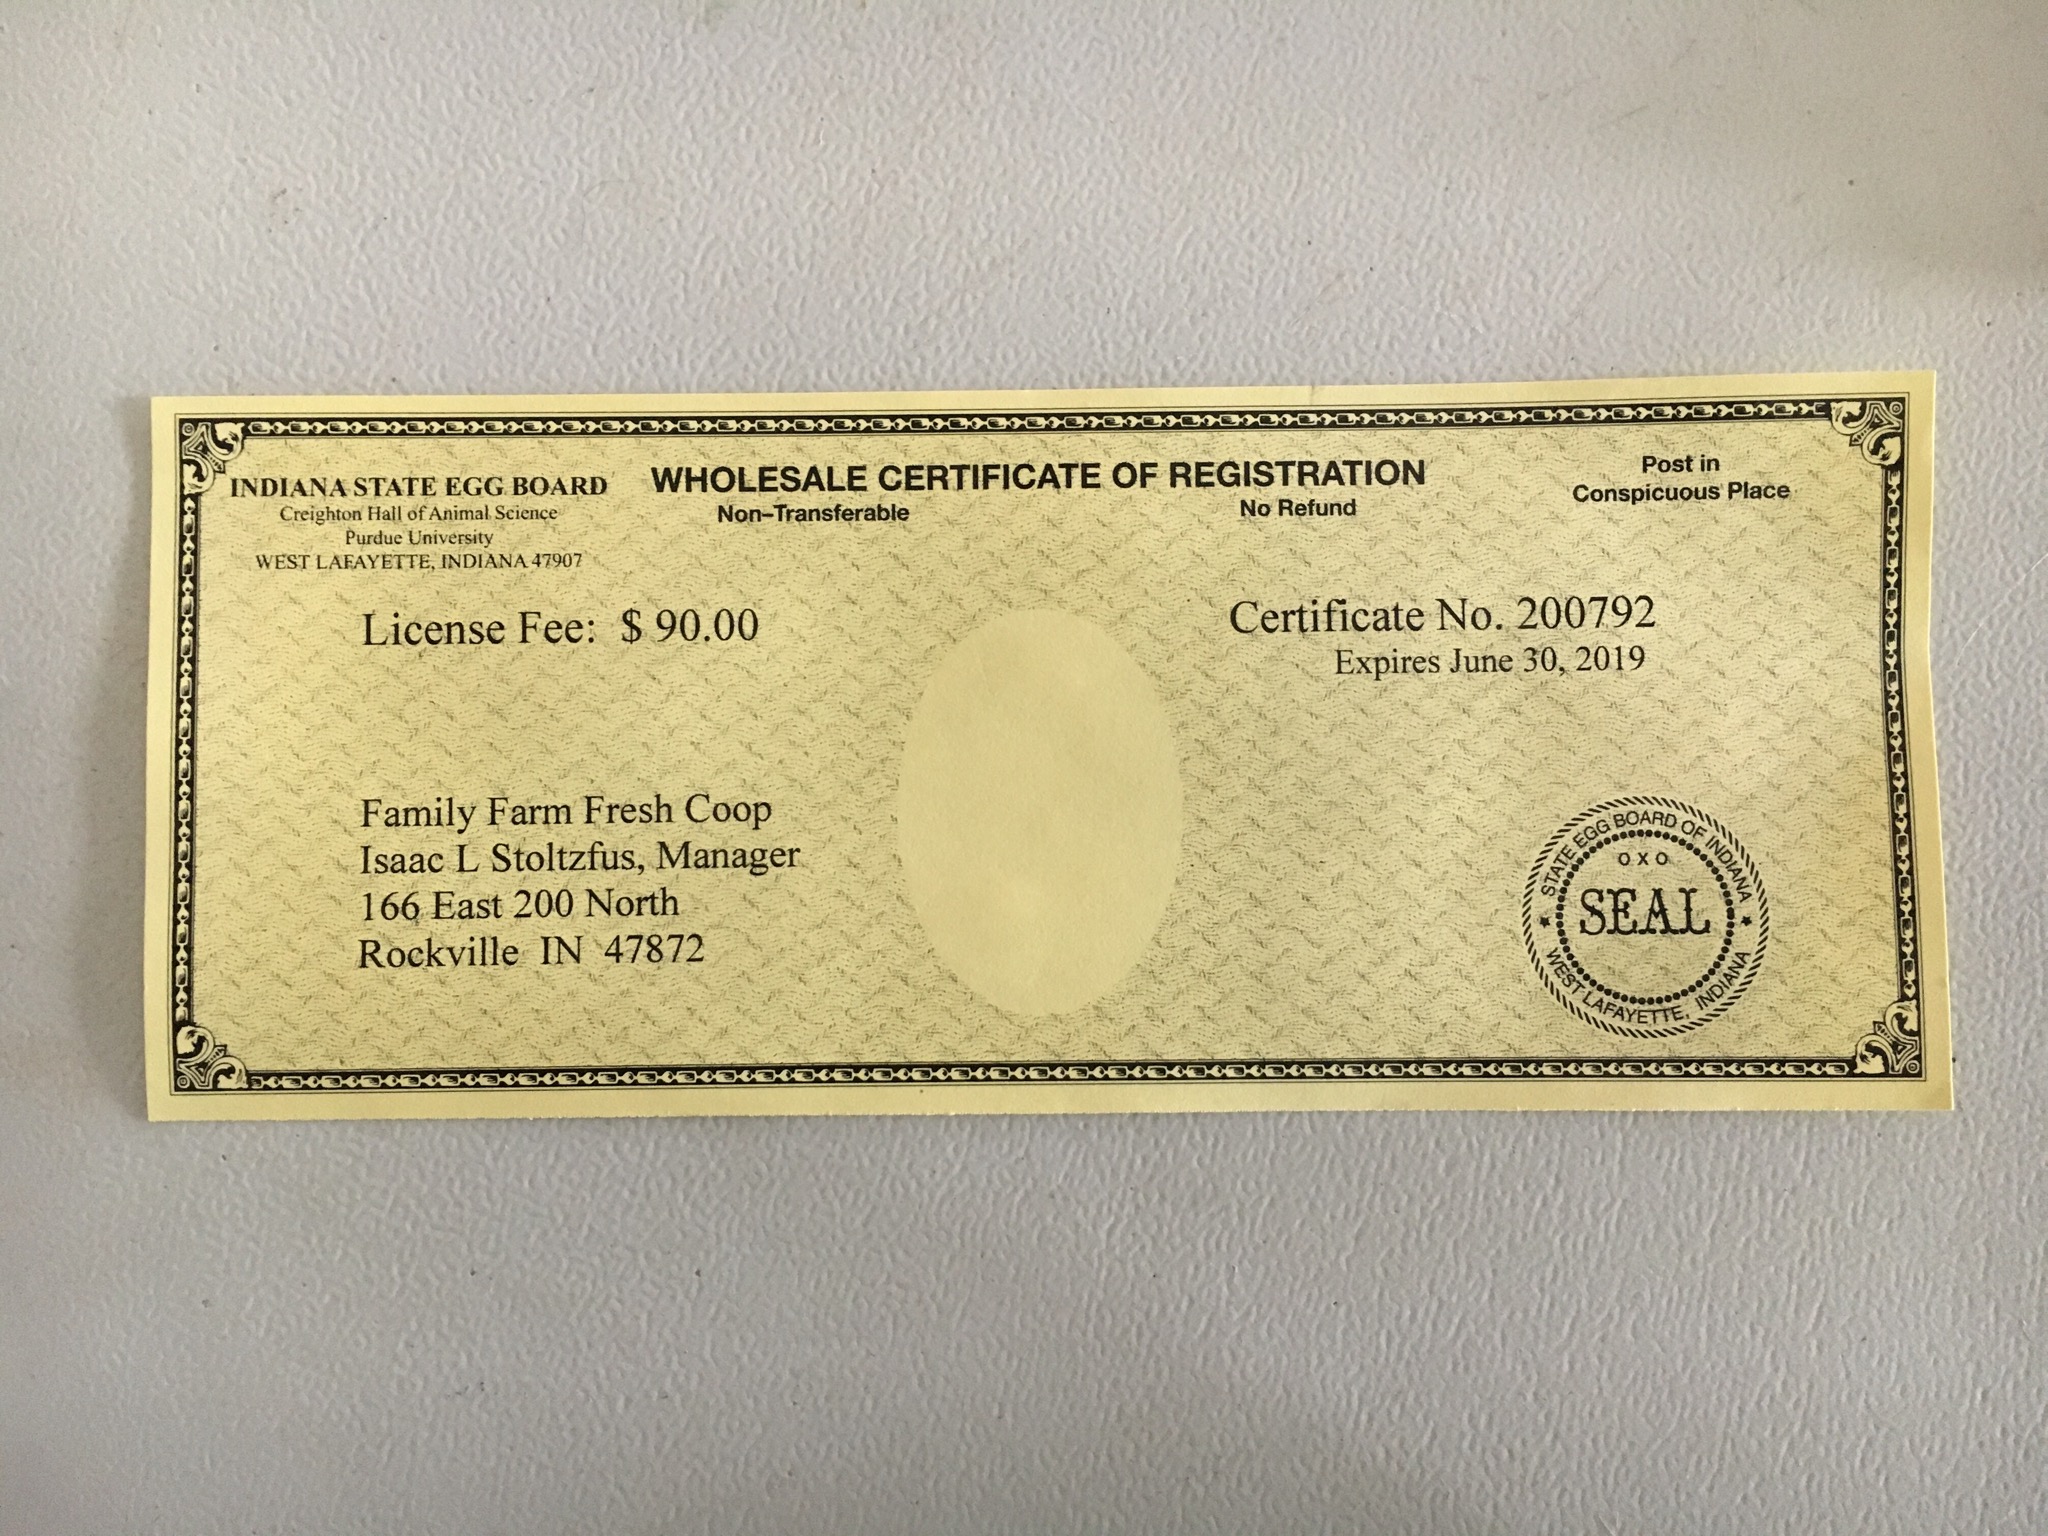 INDIANA STATE EGG BOARD
Creighton Hall of Animal Science
Purdue University
WEST LAFAYETTE, INDIANA 47907
WHOLESALE CERTIFICATE OF REGISTRATION
Non-Transferable No Refund
Post in
Conspicuous Place
License Fee: $ 90.00
Certificate No. 200792
Expires June 30, 2019
Family Farm Fresh Coop
Isaac L Stoltzfus, Manager
166 East 200 North
Rockville IN 47872
STATE EGG BOARD OF INDIANA
OXO
SEAL
WEST LAFAYETTE, INDIANA